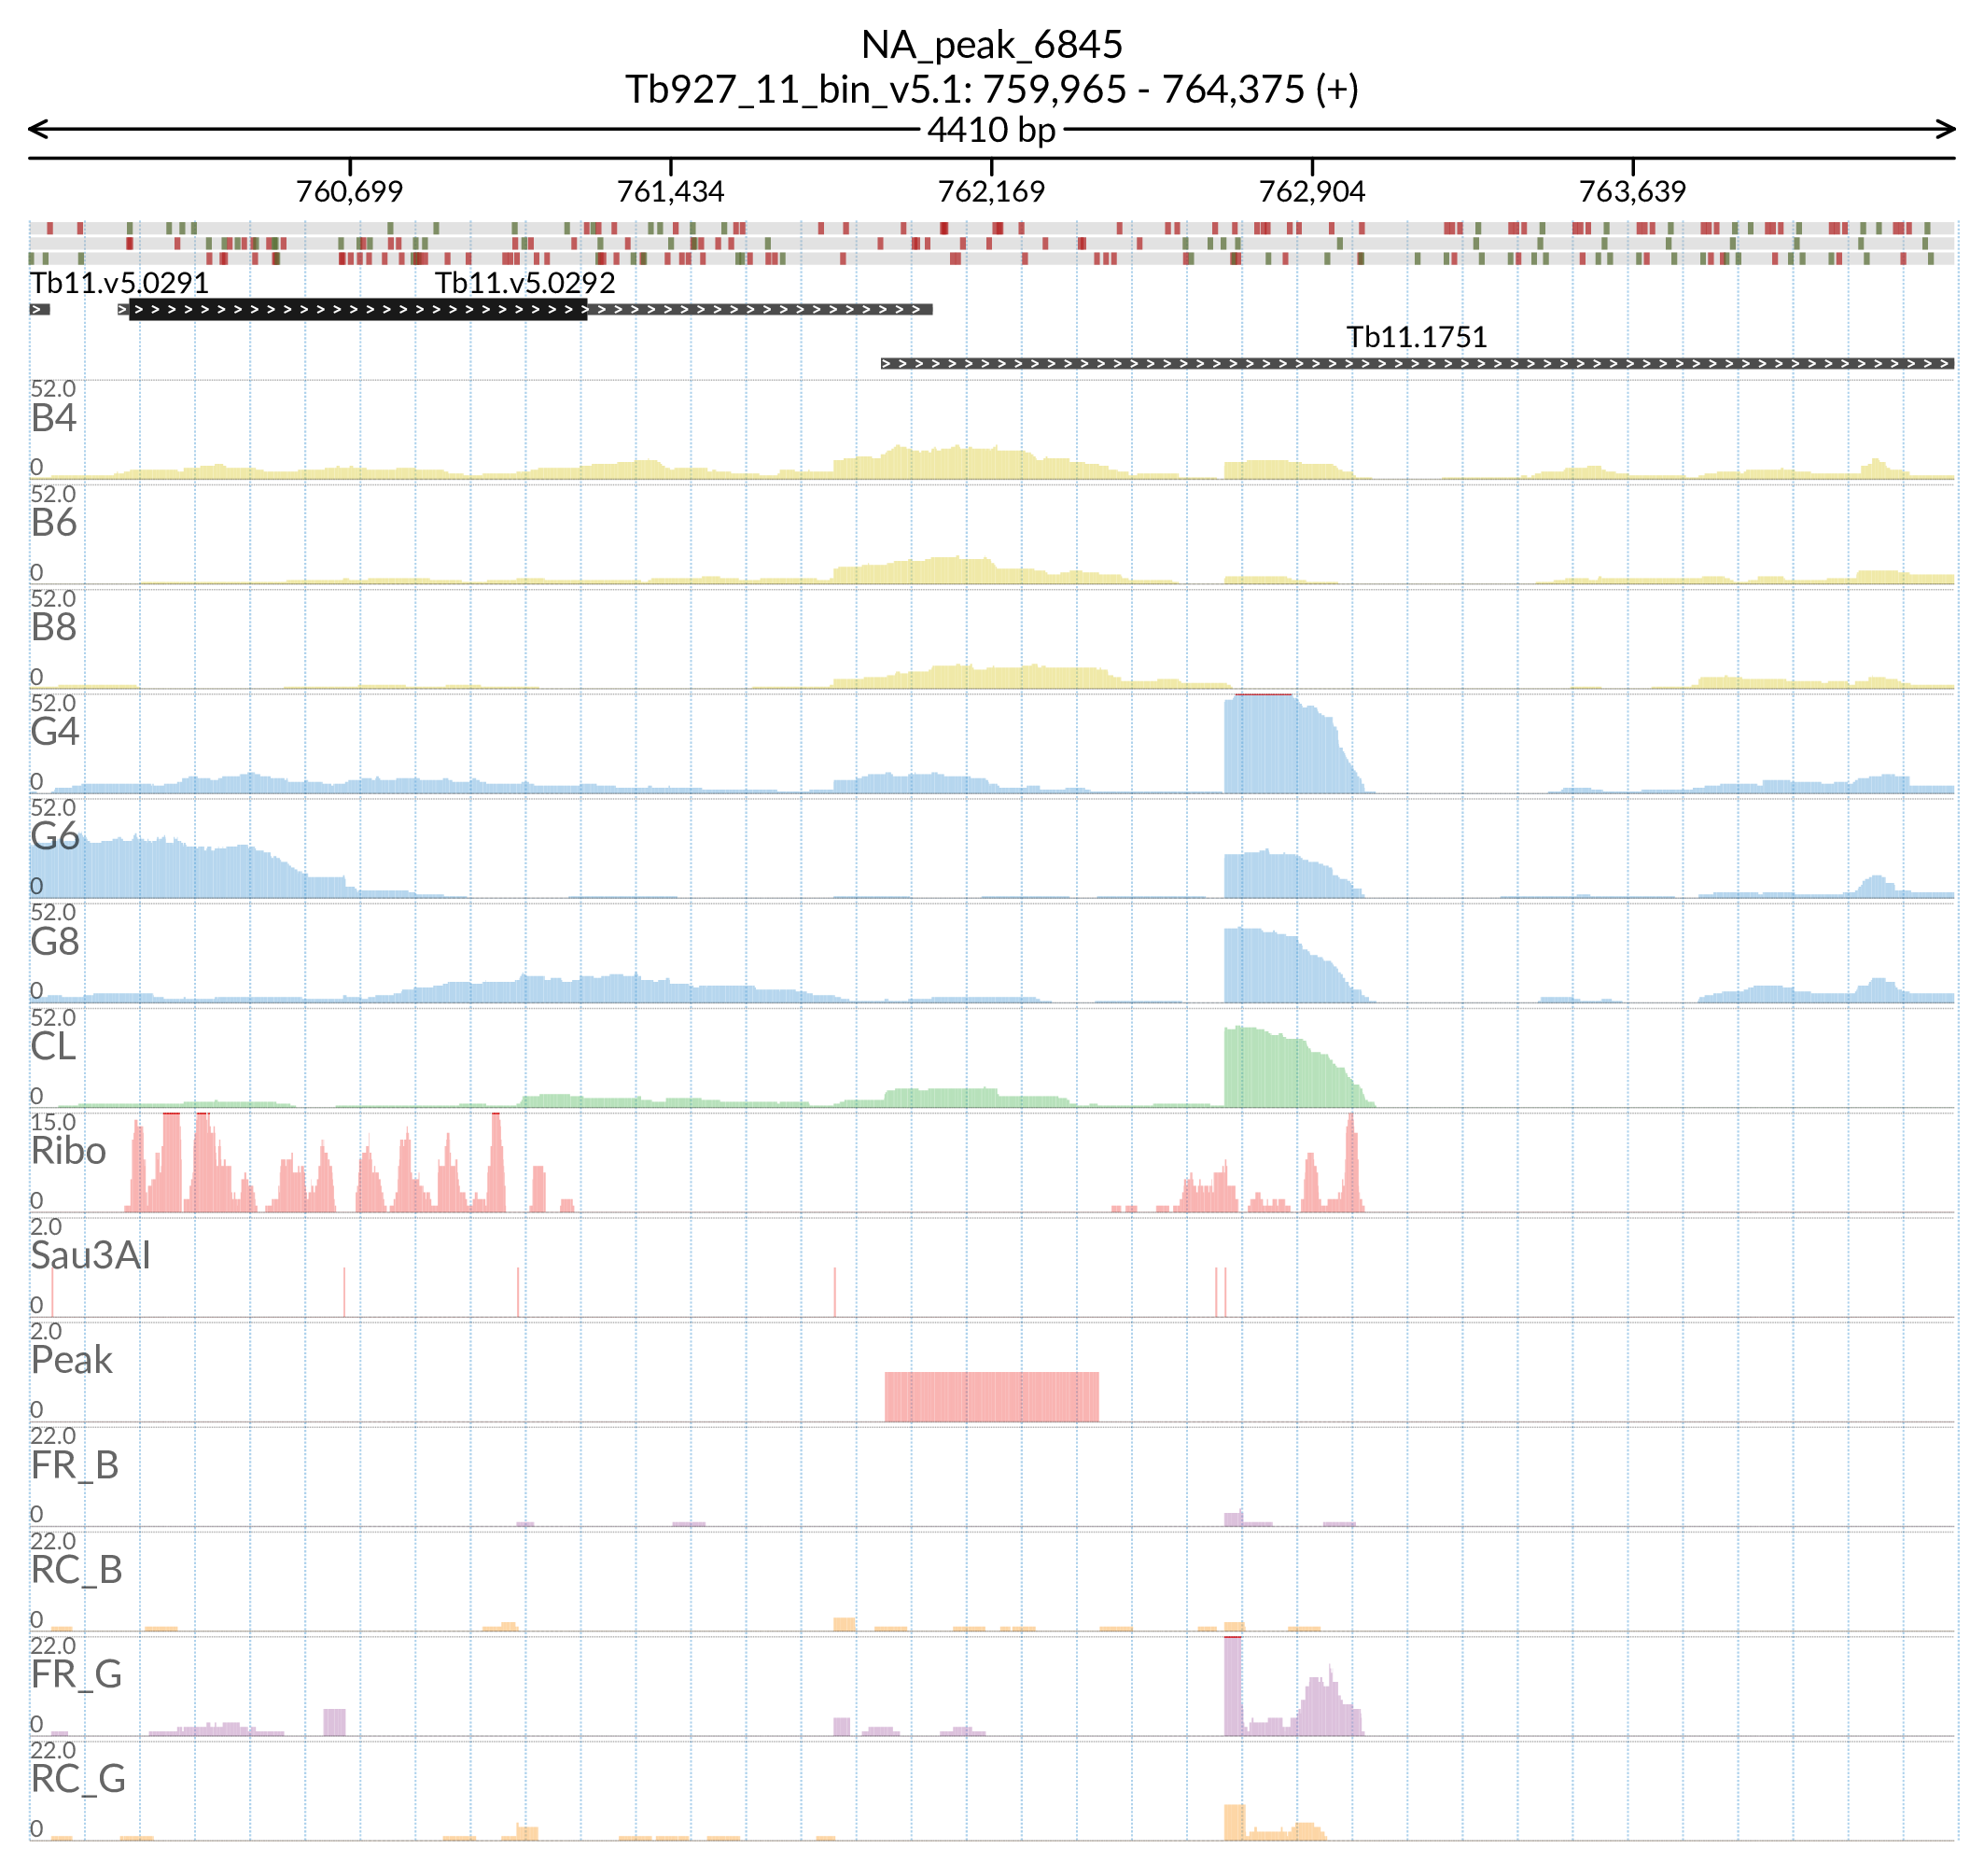 NA_peak_6845
Tb927_11_bin_v5.1: 759,965 - 764,375 (+)
4410 bp
760,699 761,434 762,169 762,904 763,639
Tb11.v5.0291 Tb11.v5.0292
Tb11.1751
52.0
B4
0
52.0
B6
0
52.0
B8
0
52.0
G4
0
52.0
G6
0
52.0
G8
0
52.0
CL
0
15.0
Ribo
0
2.0
Sau3AI
0
2.0
Peak
0
22.0
FR_B
0
22.0
RC_B
0
22.0
FR_G
0
22.0
RC_G
0